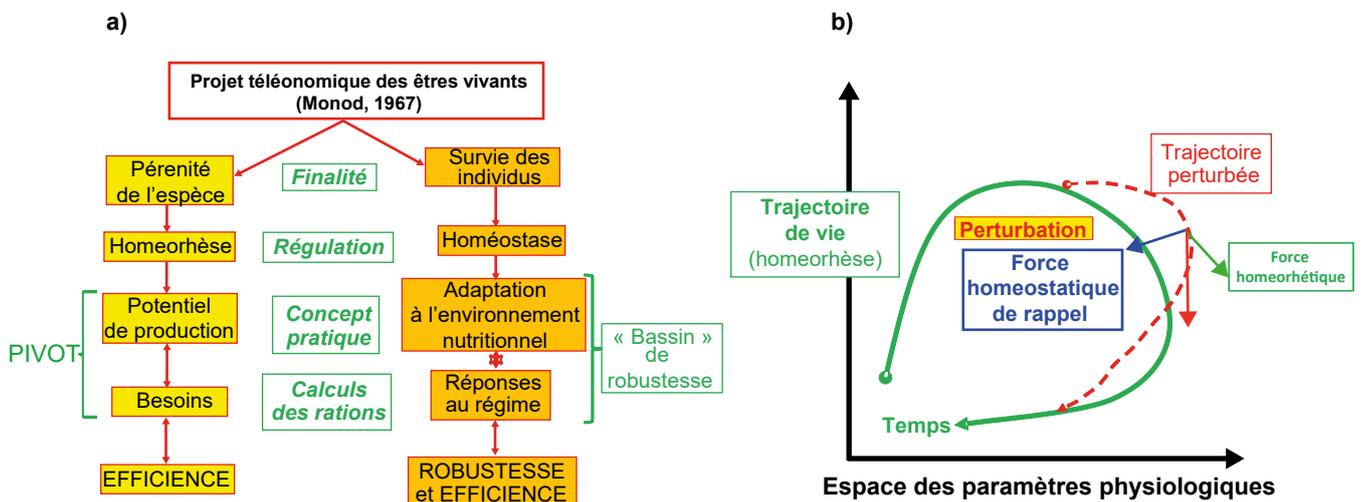 a)
Projet téléonomique des êtres vivants
(Monod, 1967)
Pérenité
de l'espèce
Finalité
Survie des
individus
Homeorhèse
Régulation
Homéostase
PIVOT
Potentiel
de production
Concept
pratique
Adaptation
à l'environnement
nutritionnel
« Bassin »
de
robustesse
Besoins
Calculs
des rations
Réponses
au régime
EFFICIENCE
ROBUSTESSE
et EFFICIENCE
b)
Trajectoire
perturbée
Trajectoire
de vie
(homeorhèse)
Perturbation
Force
homeostatique
de rappel
Force
homeorhétique
Temps
Espace des paramètres physiologiques